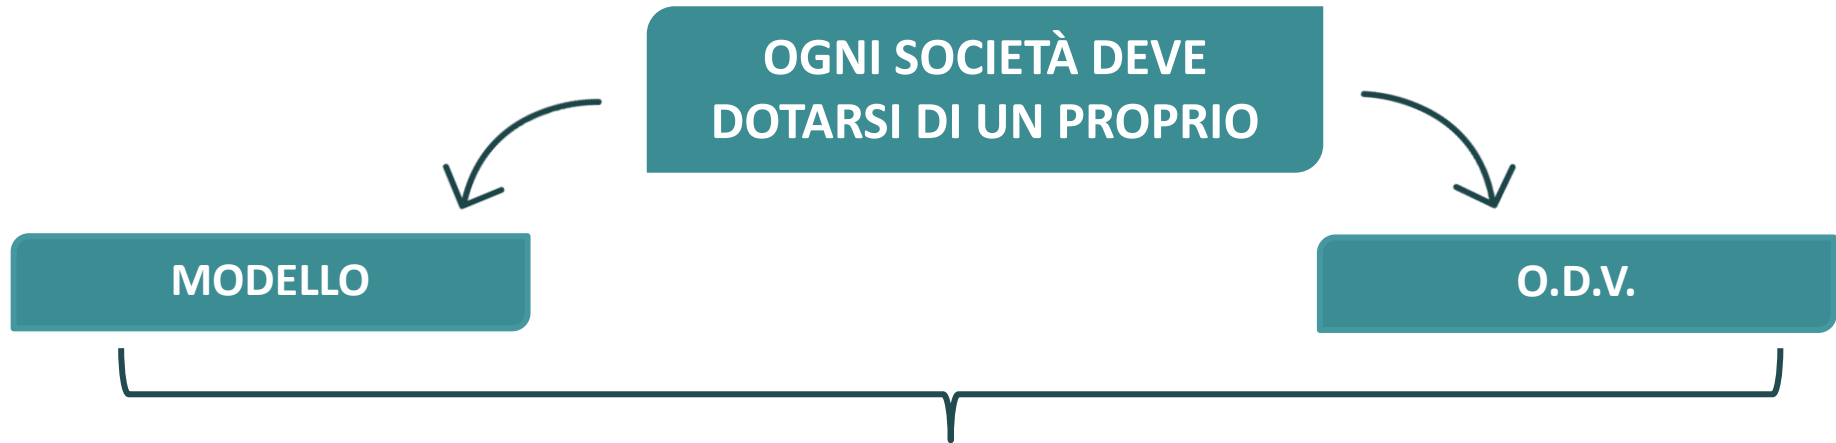 OGNI SOCIETÀ DEVE
DOTARSI DI UN PROPRIO
MODELLO
O.D.V.